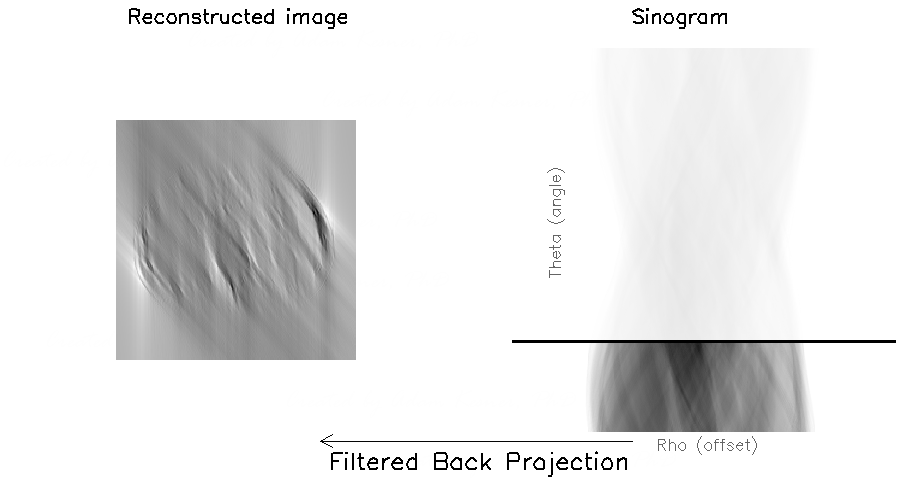 Reconstructed image
Sinogram
Theta (angle)
Rho (offset)
Filtered Back Projection